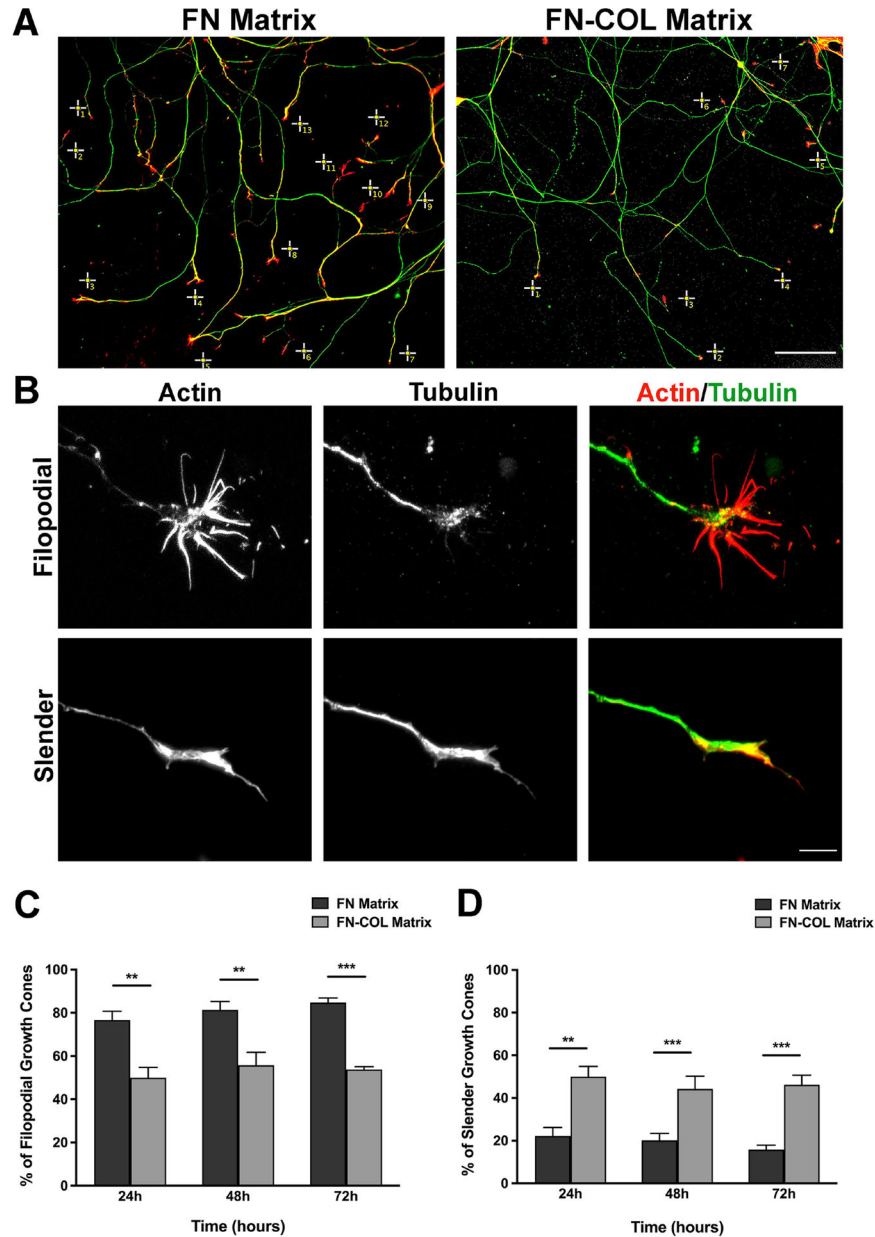 A
FN Matrix
FN-COL Matrix
1
2
3
4
5
6
7
8
9
10
11
12
13
1
2
3
4
5
6
7
B
Actin
Tubulin
Actin/Tubulin
Filopodial
Slender
C
FN Matrix
FN-COL Matrix
% of Filopodial Growth Cones
100
80
60
40
20
0
**
**
***
24h
48h
72h
Time (hours)
D
FN Matrix
FN-COL Matrix
% of Slender Growth Cones
100
80
60
40
20
0
**
***
***
24h
48h
72h
Time (hours)